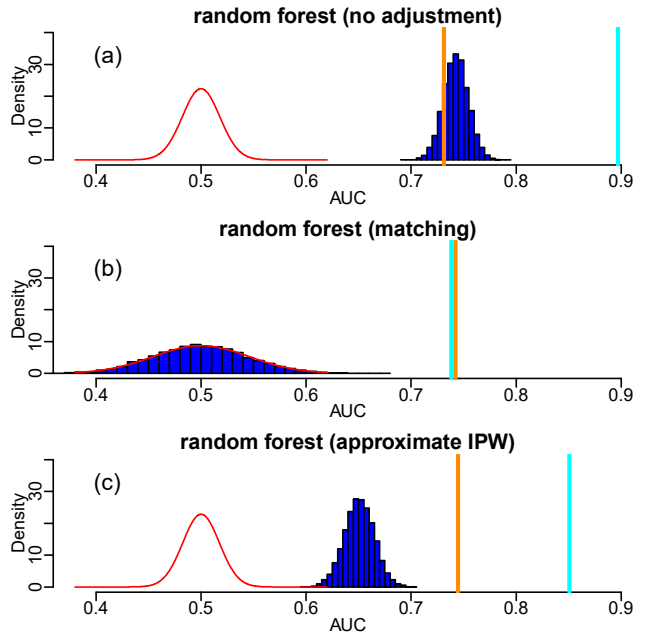 random forest (no adjustment)
(a)
Density
0 10 30
0.4 0.5 0.6 0.7 0.8 0.9
AUC
random forest (matching)
(b)
Density
0 10 30
0.4 0.5 0.6 0.7 0.8 0.9
AUC
random forest (approximate IPW)
(c)
Density
0 10 30
0.4 0.5 0.6 0.7 0.8 0.9
AUC